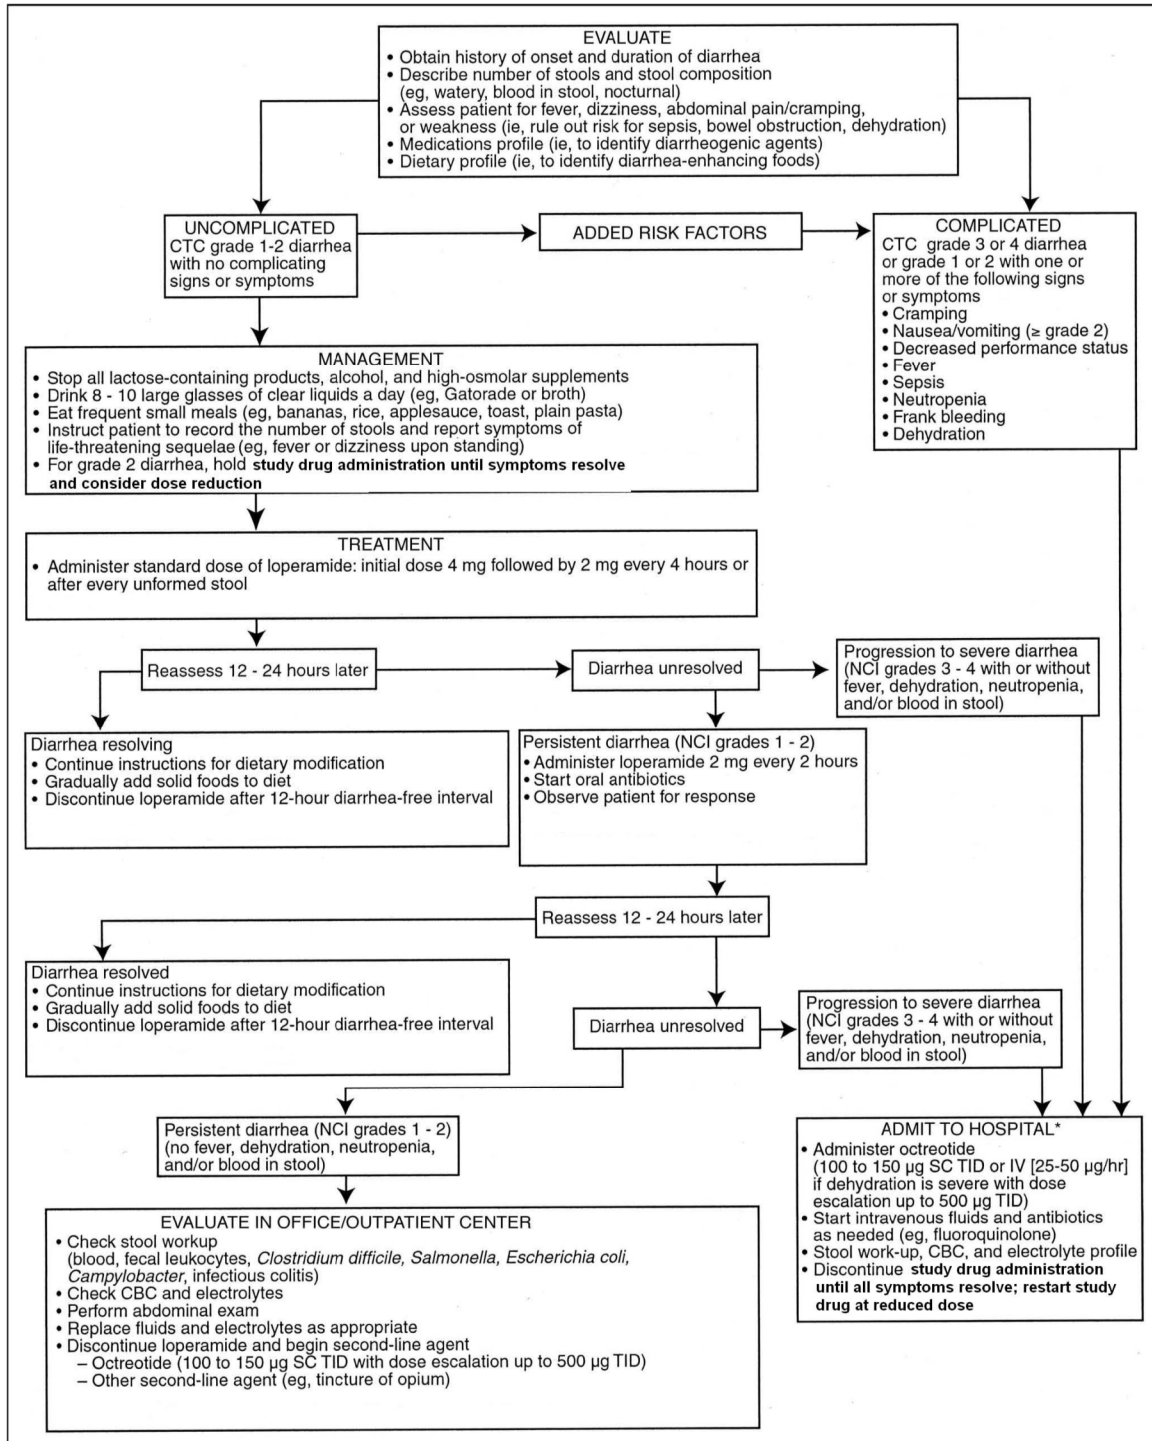 EVALUATE
• Obtain history of onset and duration of diarrhea
• Describe number of stools and stool composition
(eg, watery, blood in stool, nocturnal)
• Assess patient for fever, dizziness, abdominal pain/cramping,
or weakness (ie, rule out risk for sepsis, bowel obstruction, dehydration)
• Medications profile (ie, to identify diarrheogenic agents)
• Dietary profile (ie, to identify diarrhea-enhancing foods)
UNCOMPLICATED
CTC grade 1-2 diarrhea
with no complicating
signs or symptoms
ADDED RISK FACTORS
COMPLICATED
CTC grade 3 or 4 diarrhea
or grade 1 or 2 with one or
more of the following signs
or symptoms
• Cramping
• Nausea/vomiting (≥ grade 2)
• Decreased performance status
• Fever
• Sepsis
• Neutropenia
• Frank bleeding
• Dehydration
MANAGEMENT
• Stop all lactose-containing products, alcohol, and high-osmolar supplements
• Drink 8 - 10 large glasses of clear liquids a day (eg, Gatorade or broth)
• Eat frequent small meals (eg, bananas, rice, applesauce, toast, plain pasta)
• Instruct patient to record the number of stools and report symptoms of
life-threatening sequelae (eg, fever or dizziness upon standing)
• For grade 2 diarrhea, hold study drug administration until symptoms resolve
and consider dose reduction
TREATMENT
• Administer standard dose of loperamide: initial dose 4 mg followed by 2 mg every 4 hours or
after every unformed stool
Reassess 12 - 24 hours later
Diarrhea unresolved
Progression to severe diarrhea
(NCI grades 3 - 4 with or without
fever, dehydration, neutropenia,
and/or blood in stool)
Diarrhea resolving
• Continue instructions for dietary modification
• Gradually add solid foods to diet
• Discontinue loperamide after 12-hour diarrhea-free interval
Persistent diarrhea (NCI grades 1 - 2)
• Administer loperamide 2 mg every 2 hours
• Start oral antibiotics
• Observe patient for response
Reassess 12 - 24 hours later
Diarrhea resolved
• Continue instructions for dietary modification
• Gradually add solid foods to diet
• Discontinue loperamide after 12-hour diarrhea-free interval
Diarrhea unresolved
Progression to severe diarrhea
(NCI grades 3 - 4 with or without
fever, dehydration, neutropenia,
and/or blood in stool)
Persistent diarrhea (NCI grades 1 - 2)
(no fever, dehydration, neutropenia,
and/or blood in stool)
ADMIT TO HOSPITAL*
• Administer octreotide
(100 to 150 µg SC TID or IV [25-50 µg/hr]
if dehydration is severe with dose
escalation up to 500 µg TID)
• Start intravenous fluids and antibiotics
as needed (eg, fluoroquinolone)
• Stool work-up, CBC, and electrolyte profile
• Discontinue study drug administration
until all symptoms resolve; restart study
drug at reduced dose
EVALUATE IN OFFICE/OUTPATIENT CENTER
• Check stool workup
(blood, fecal leukocytes, Clostridium difficile, Salmonella, Escherichia coli,
Campylobacter, infectious colitis)
• Check CBC and electrolytes
• Perform abdominal exam
• Replace fluids and electrolytes as appropriate
• Discontinue loperamide and begin second-line agent
– Octreotide (100 to 150 µg SC TID with dose escalation up to 500 µg TID)
– Other second-line agent (eg, tincture of opium)